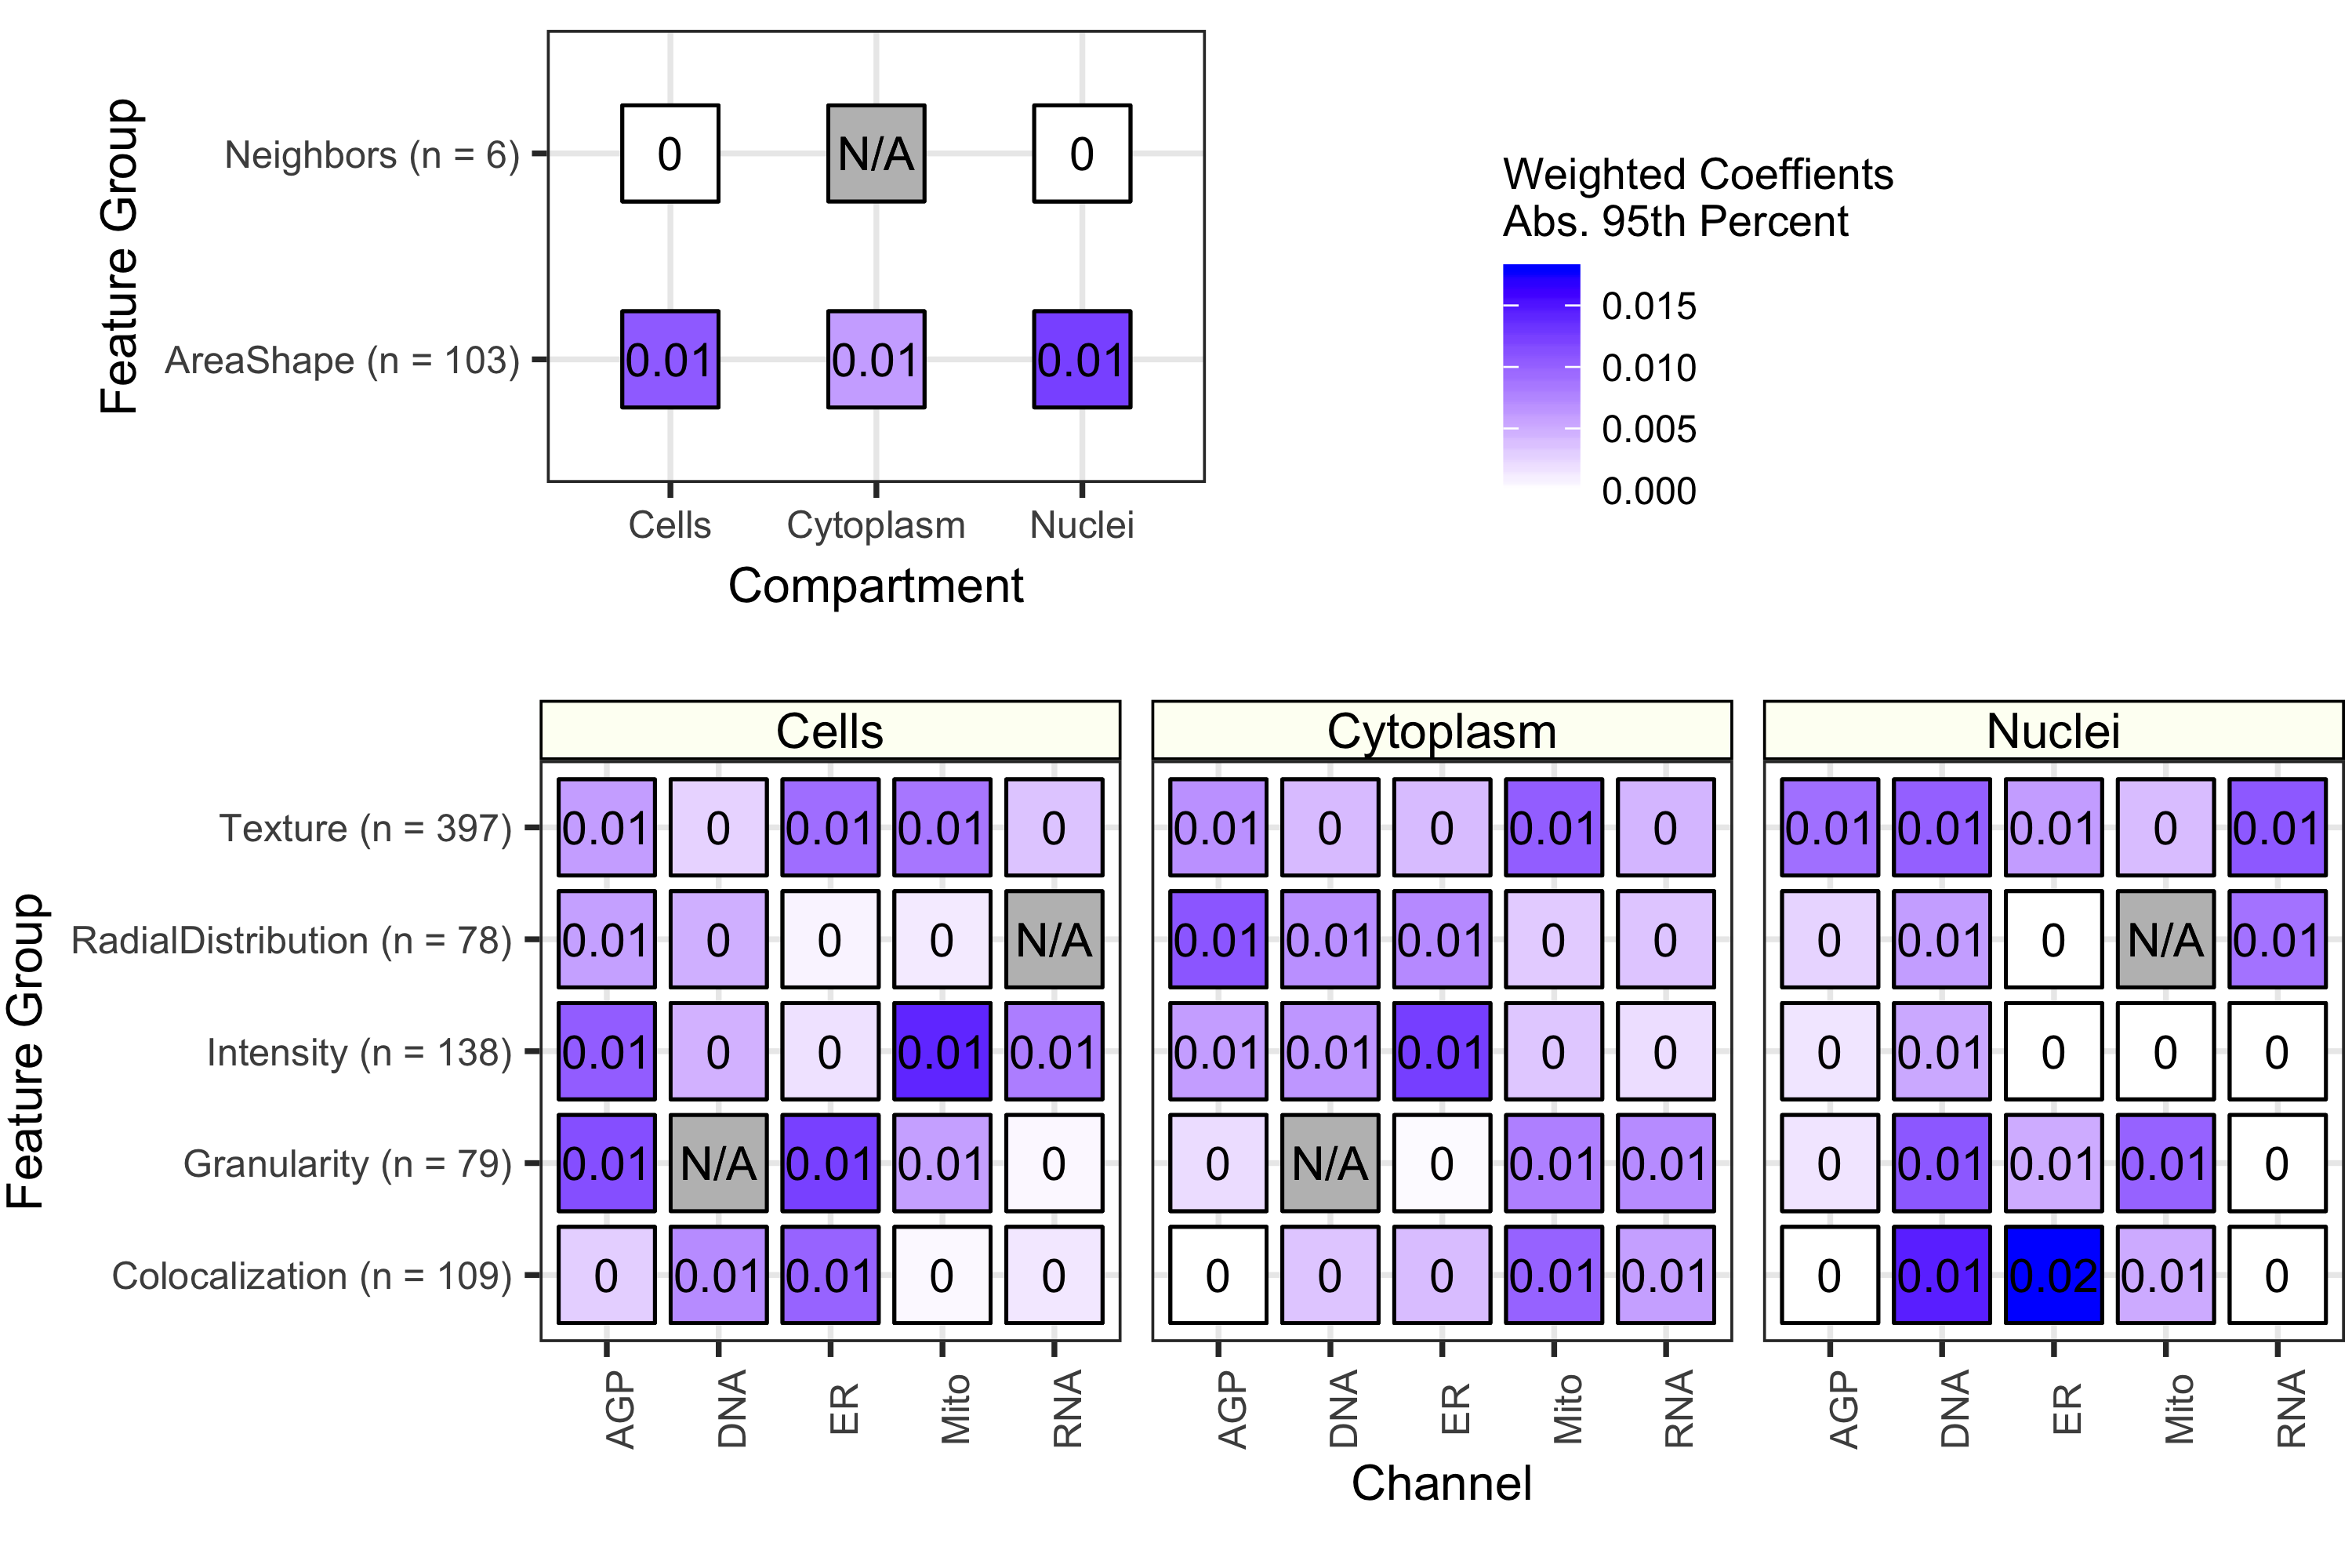 Feature Group
Neighbors (n = 6)
0
N/A
0
AreaShape (n = 103)
0.01
0.01
0.01
Cells
Cytoplasm
Nuclei
Compartment
Weighted Coeffients
Abs. 95th Percent
0.015
0.010
0.005
0.000
Feature Group
Cells
Cytoplasm
Nuclei
Texture (n = 397)
0.01 0 0.01 0.01 0
0.01 0 0 0.01 0
0.01 0.01 0.01 0 0.01
RadialDistribution (n = 78)
0.01 0 0 0 N/A
0.01 0.01 0.01 0 0
0 0.01 0 N/A 0.01
Intensity (n = 138)
0.01 0 0 0.01 0.01
0.01 0.01 0.01 0 0
0 0.01 0 0 0
Granularity (n = 79)
0.01 N/A 0.01 0.01 0
0 N/A 0 0.01 0.01
0 0.01 0.01 0.01 0
Colocalization (n = 109)
0 0.01 0.01 0 0
0 0 0 0.01 0.01
0 0.01 0.02 0.01 0
AGP DNA ER Mito RNA
AGP DNA ER Mito RNA
AGP DNA ER Mito RNA
Channel